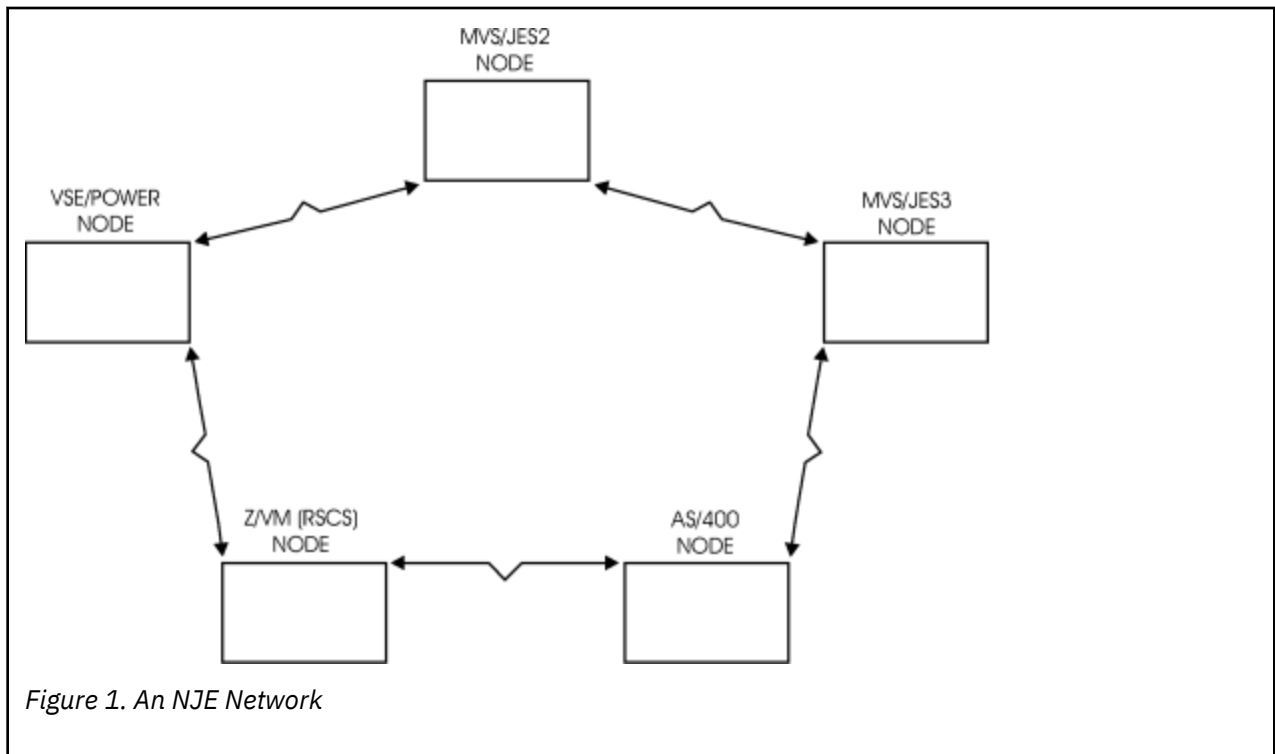 MVS/JES2
NODE
VSE/POWER
NODE
MVS/JES3
NODE
Z/VM (RSCS)
NODE
AS/400
NODE
Figure 1. An NJE Network